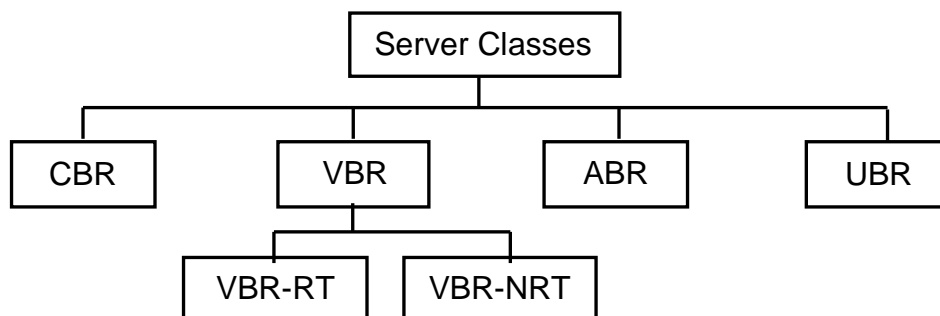 Server Classes
CBR
VBR
ABR
UBR
VBR-RT
VBR-NRT